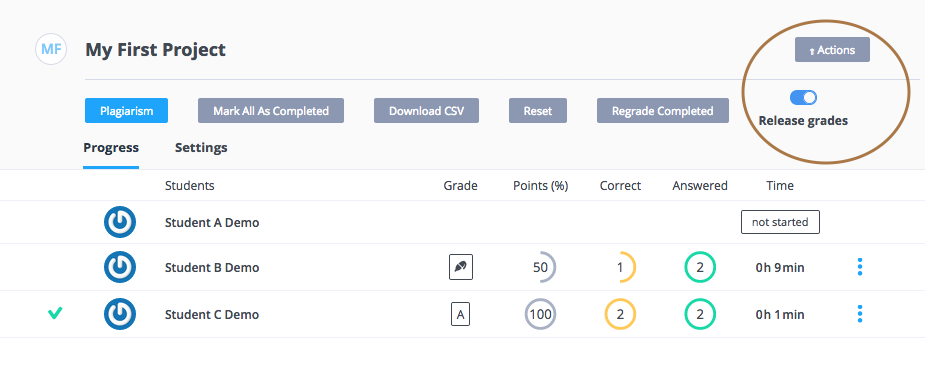 MF My First Project
Actions
Plagiarism Mark All As Completed Download CSV Reset Regrade Completed
Release grades
Progress Settings
Students Grade Points (%) Correct Answered Time
Student A Demo not started
Student B Demo 50 1 2 0h 9min
Student C Demo A 100 2 2 0h 1min